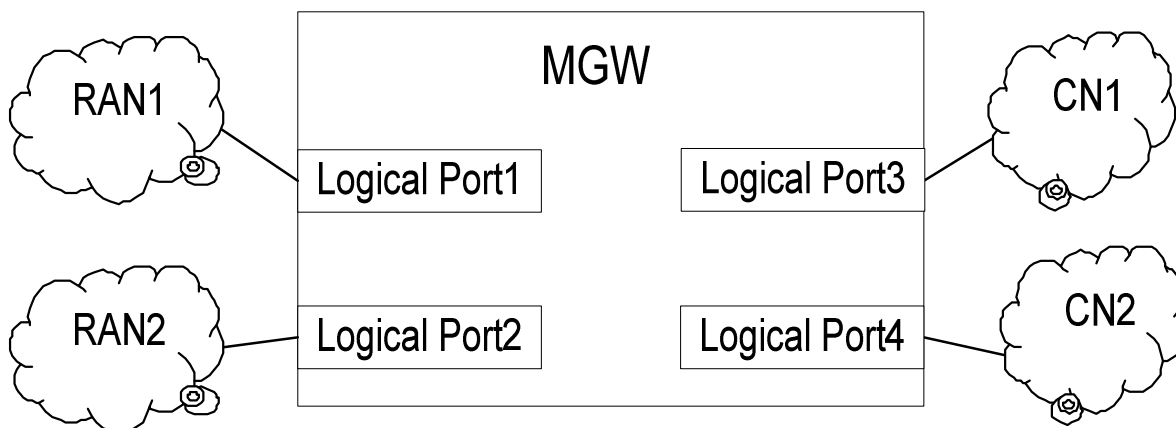 MGW
RAN1
CN1
Logical Port1
Logical Port3
RAN2
CN2
Logical Port2
Logical Port4